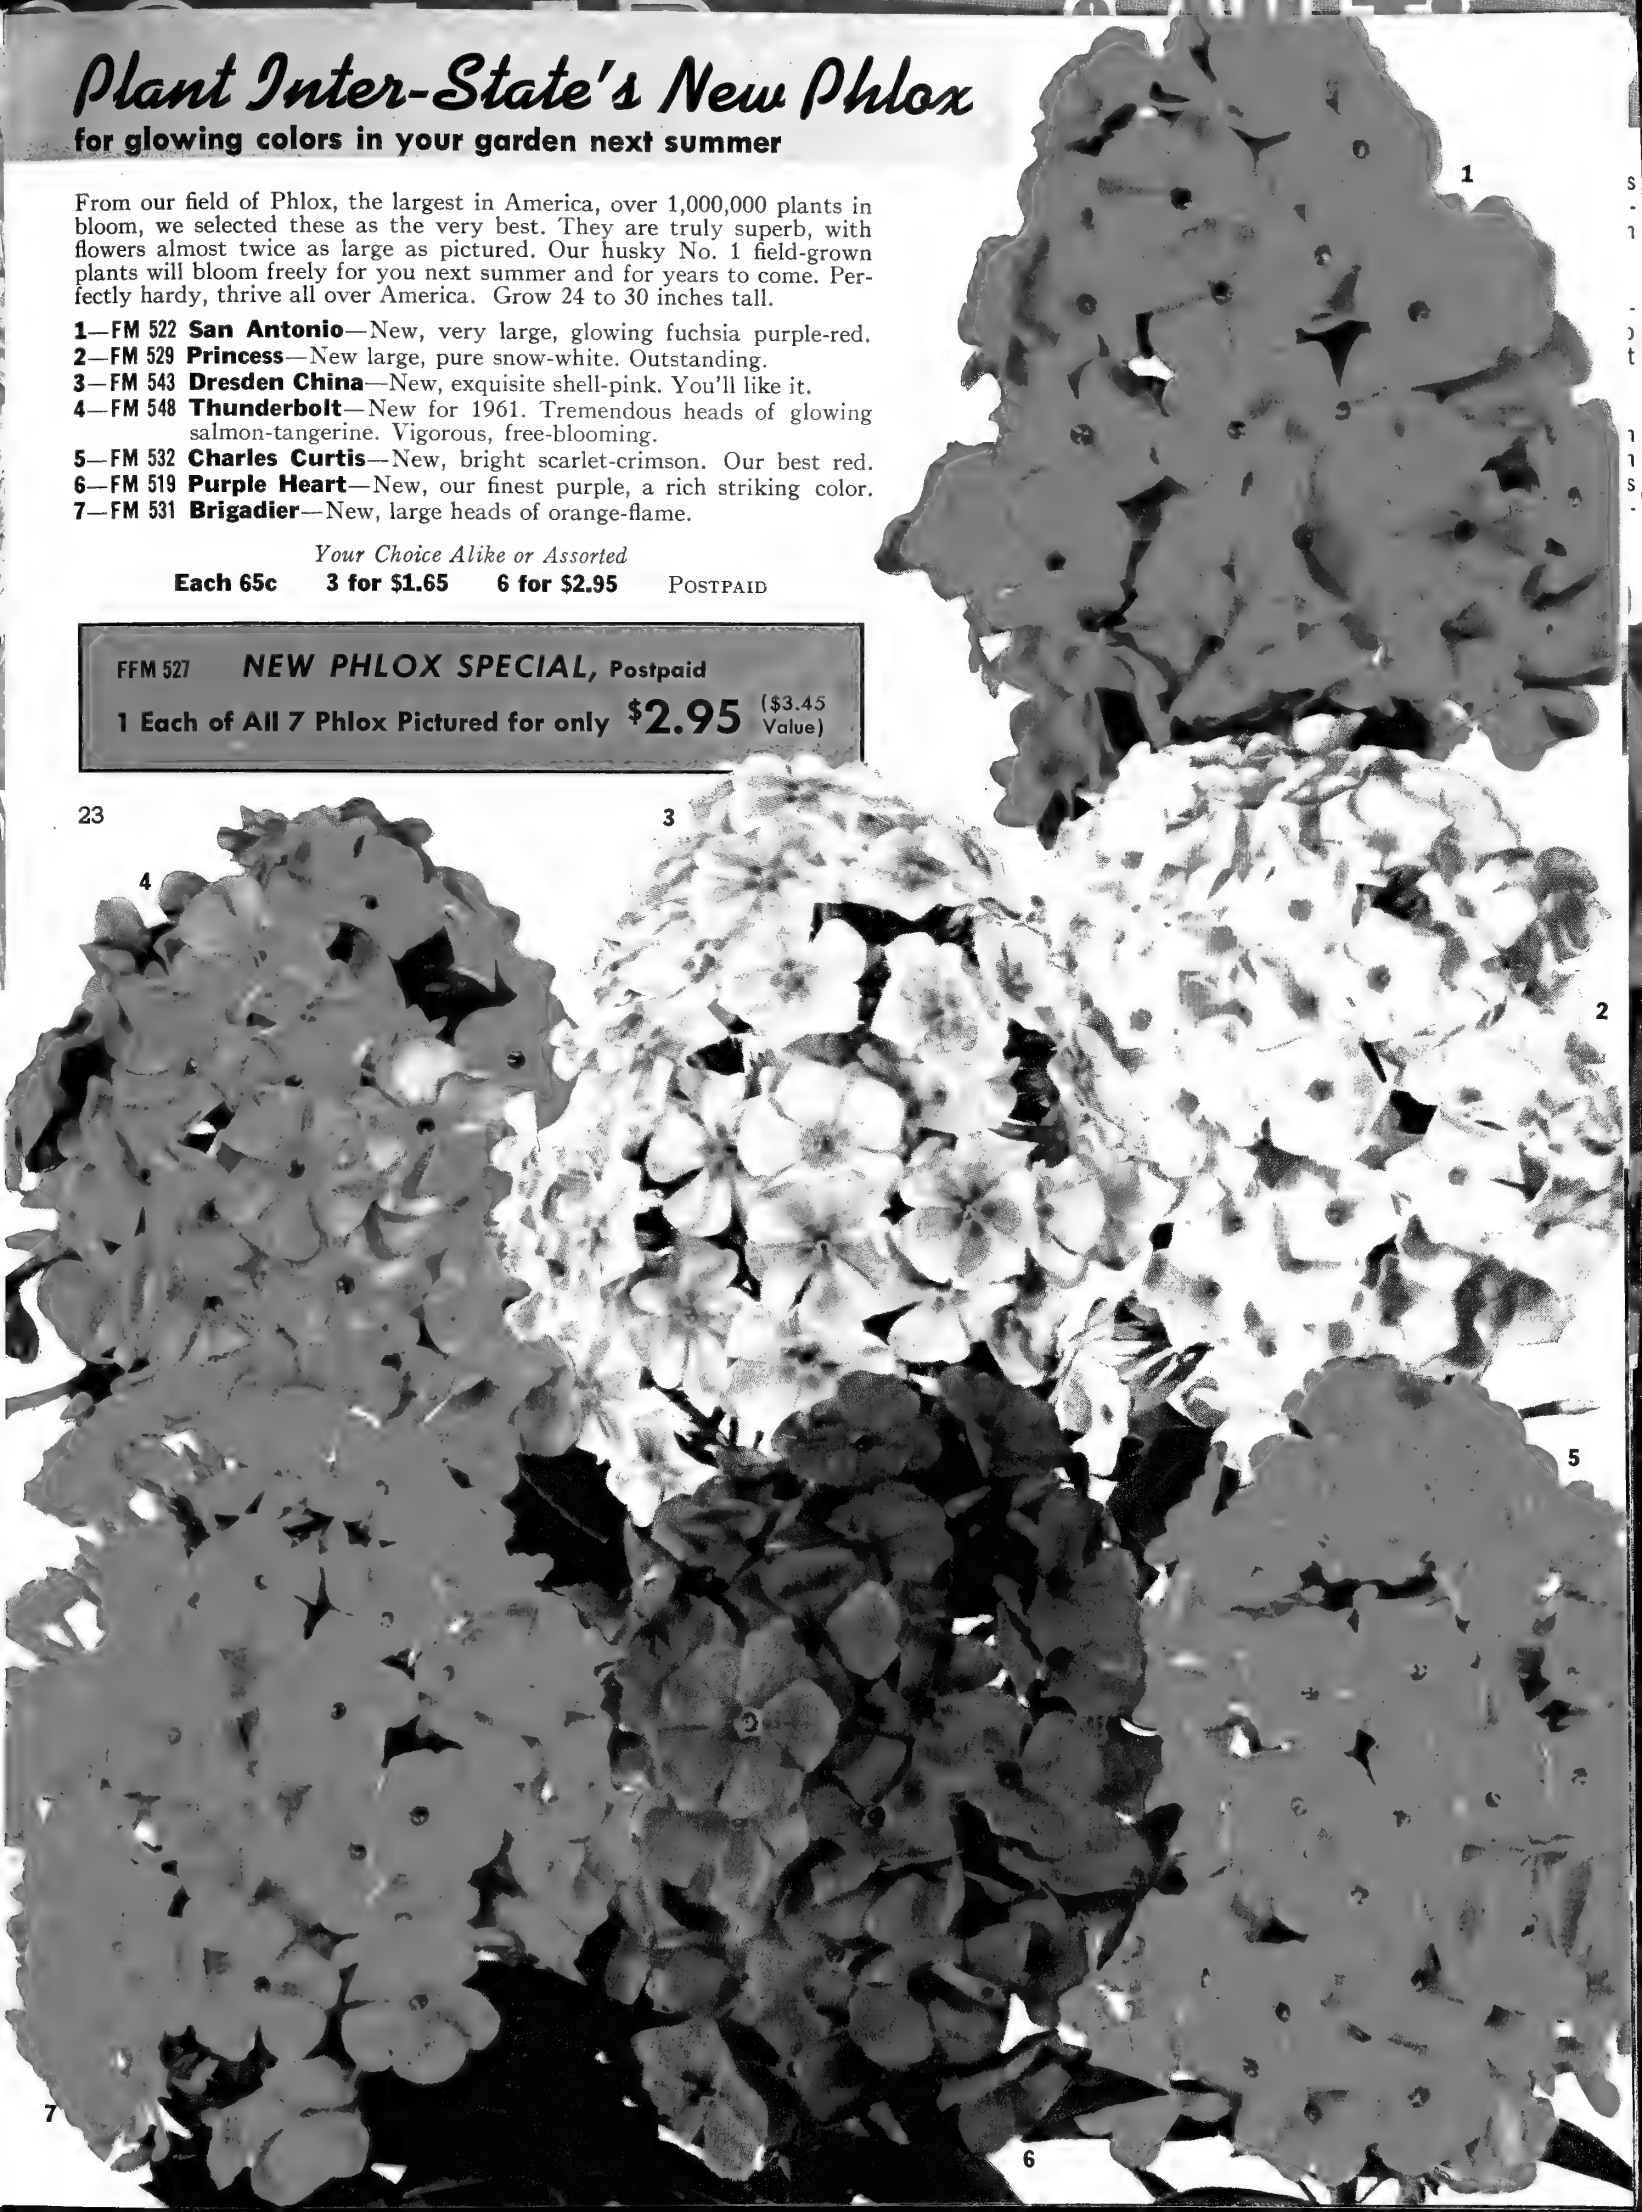 Plant Inter-State's New Phlox
for glowing colors in your garden next summer
From our field of Phlox, the largest in America, over 1,000,000 plants in
bloom, we selected these as the very best. They are truly superb, with
flowers almost twice as large as pictured. Our husky No. 1 field-grown
plants will bloom freely for you next summer and for years to come. Per-
fectly hardy, thrive all over America. Grow 24 to 30 inches tall.
1—FM 522 San Antonio—New, very large, glowing fuchsia purple-red.
2—FM 529 Princess—New large, pure snow-white. Outstanding.
3—FM 543 Dresden China—New, exquisite shell-pink. You'll like it.
4—FM 548 Thunderbolt—New for 1961. Tremendous heads of glowing
salmon-tangerine. Vigorous, free-blooming.
5—FM 532 Charles Curtis—New, bright scarlet-crimson. Our best red.
6—FM 519 Purple Heart—New, our finest purple, a rich striking color.
7—FM 531 Brigadier—New, large heads of orange-flame.
Your Choice Alike or Assorted
Each 65c 3 for $1.65 6 for $2.95 POSTPAID
FFM 527 NEW PHLOX SPECIAL, Postpaid
1 Each of All 7 Phlox Pictured for only $2.95 ($3.45 Value)
23
1
3
4
2
5
7
6